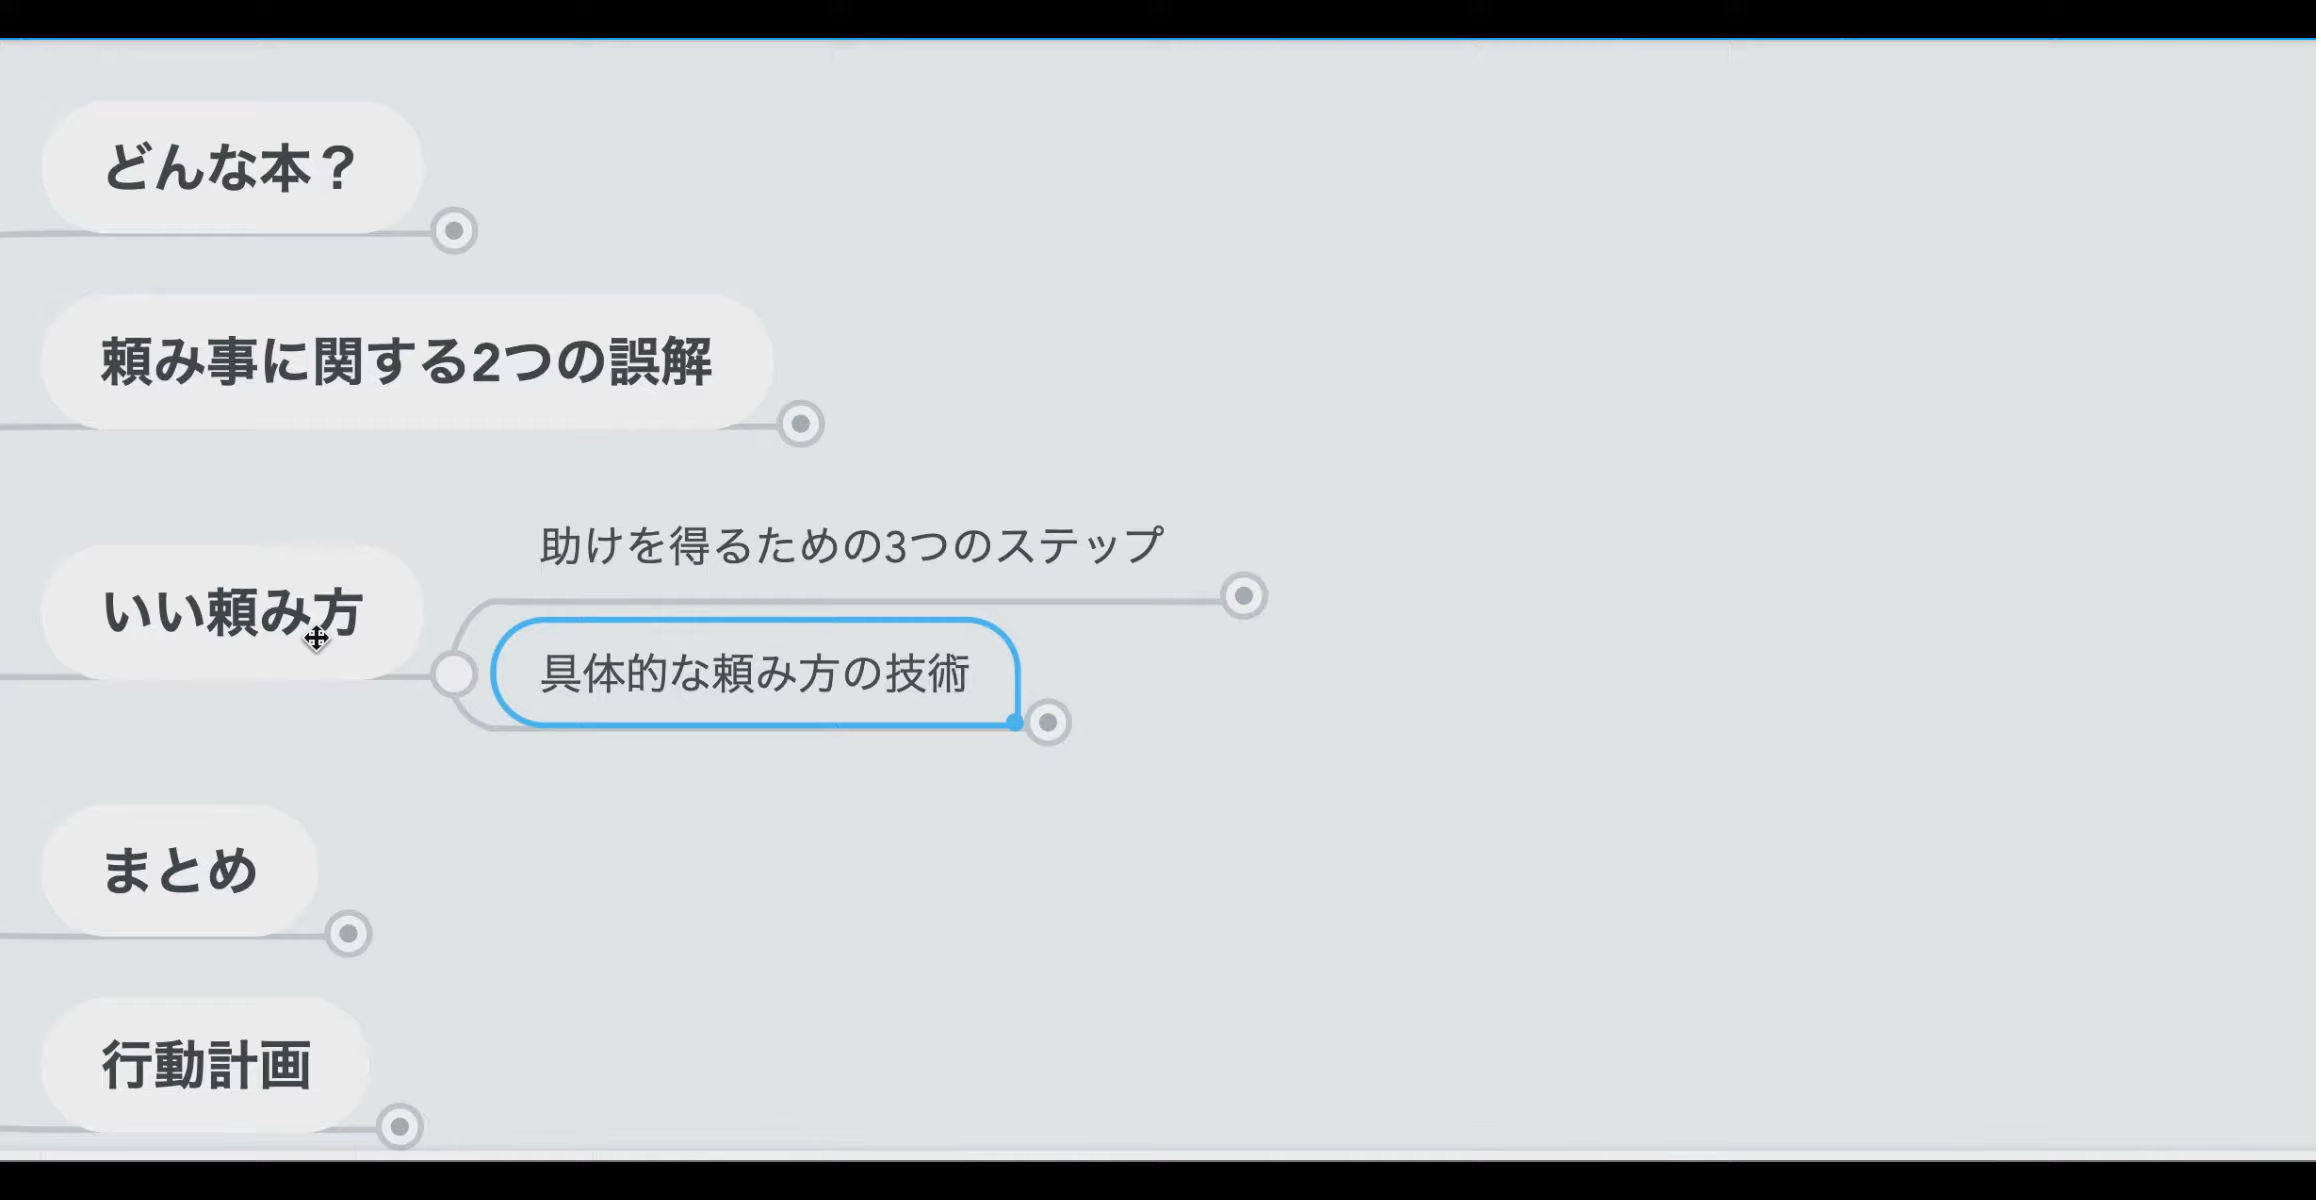 どんな本？
頼み事に関する2つの誤解
助けを得るための3つのステップ
いい頼み方
具体的な頼み方の技術
まとめ
行動計画